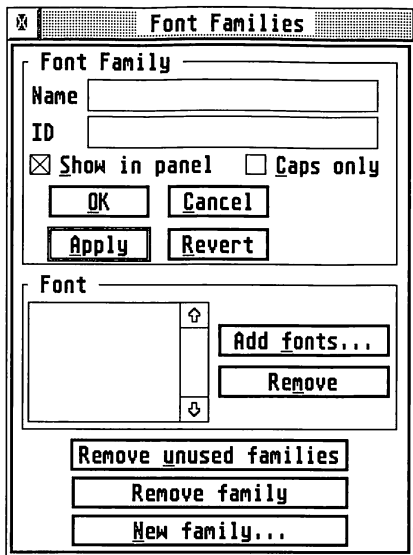 Font Families
Font Family
Name
ID
Show in panel Caps only
OK Cancel
Apply Revert
Font
Add fonts...
Remove
Remove unused families
Remove family
New family...